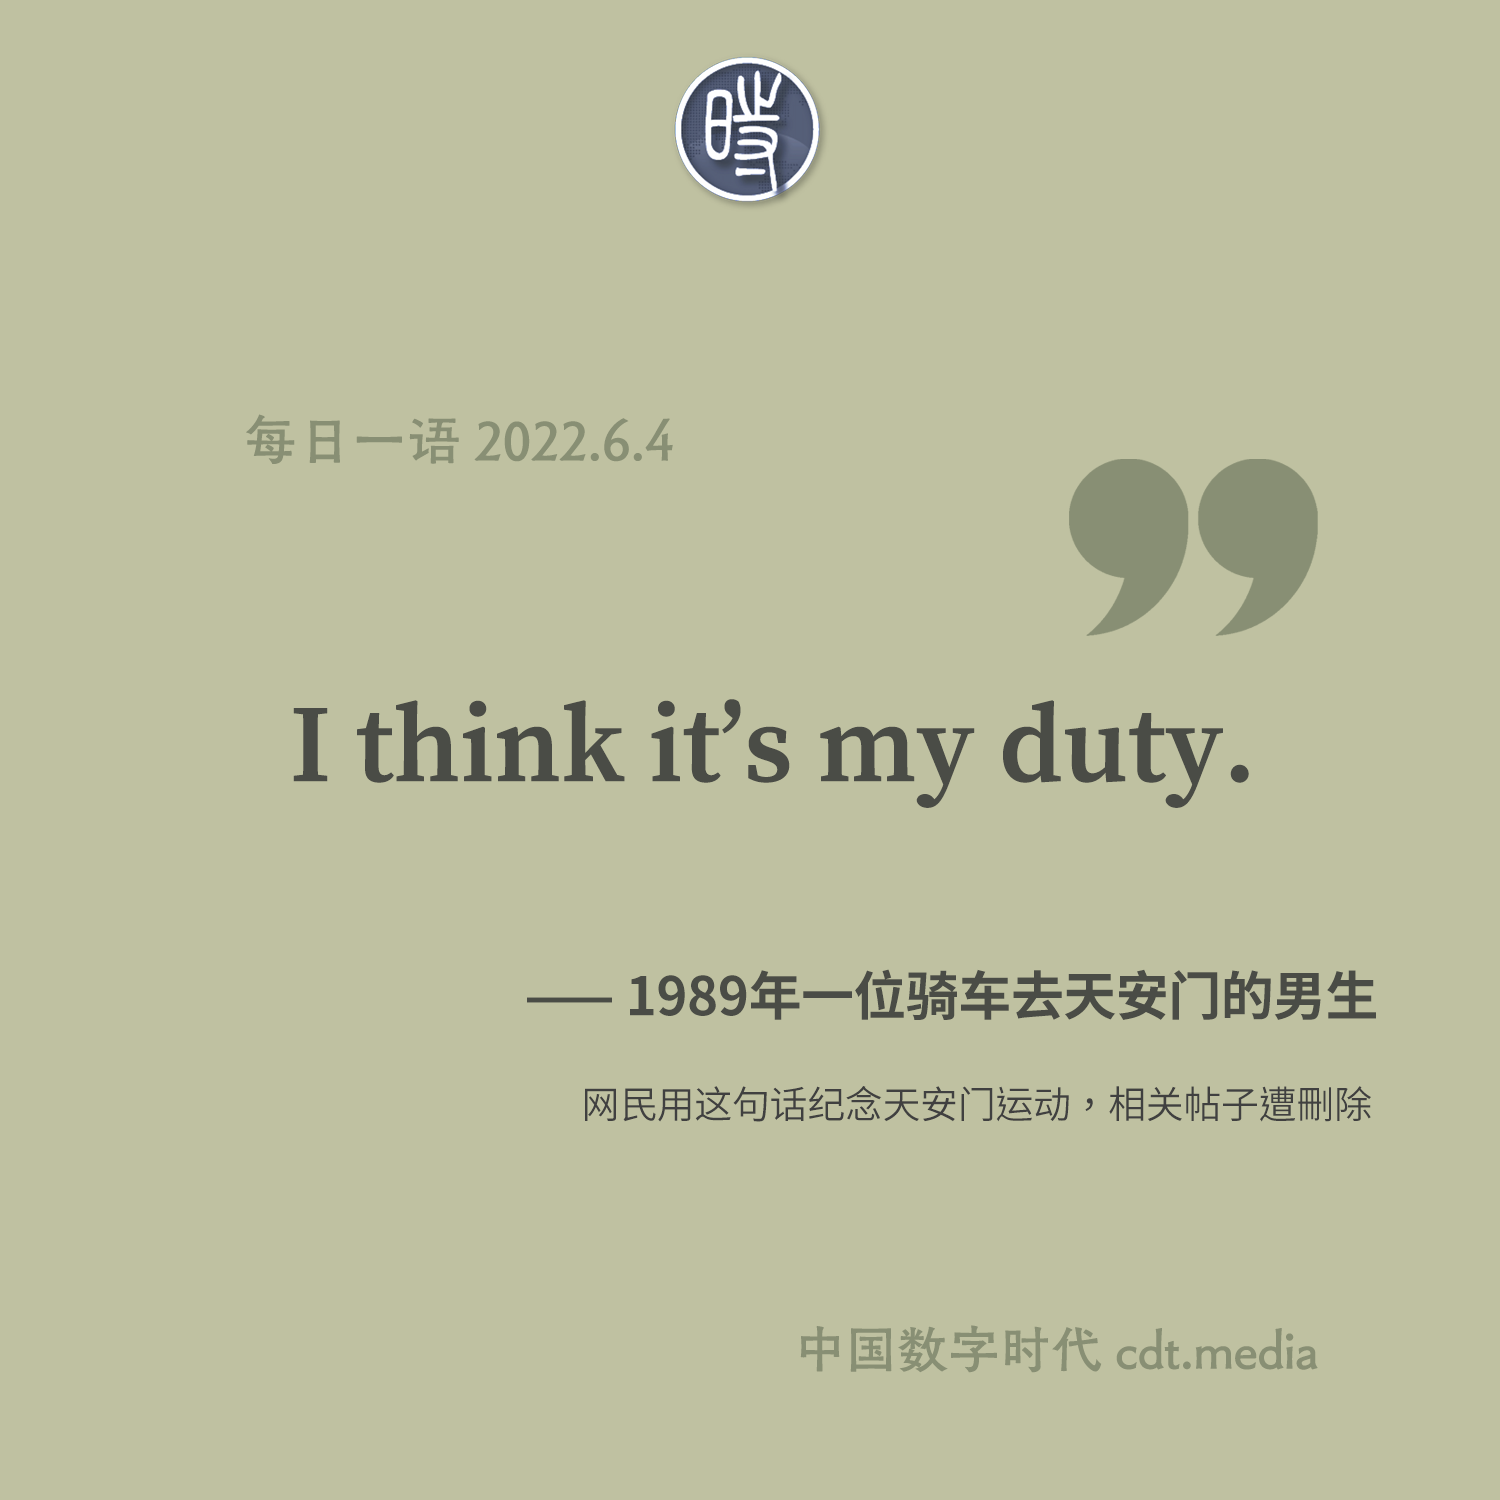 時
每日一语 2022.6.4
I think it’s my duty.
—— 1989年一位骑车去天安门的男生
网民用这句话纪念天安门运动，相关帖子遭刪除
中国数字时代 cdt.media